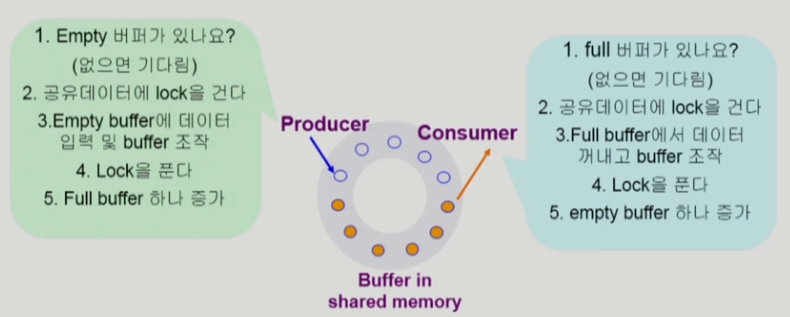 1. Empty 버퍼가 있나요?
(없으면 기다림)
2. 공유데이터에 lock을 건다
3.Empty buffer에 데이터
입력 및 buffer 조작
4. Lock을 푼다
5. Full buffer 하나 증가
Producer
Consumer
Buffer in
shared memory
1. full 버퍼가 있나요?
(없으면 기다림)
2. 공유데이터에 lock을 건다
3.Full buffer에서 데이터
꺼내고 buffer 조작
4. Lock을 푼다
5. empty buffer 하나 증가